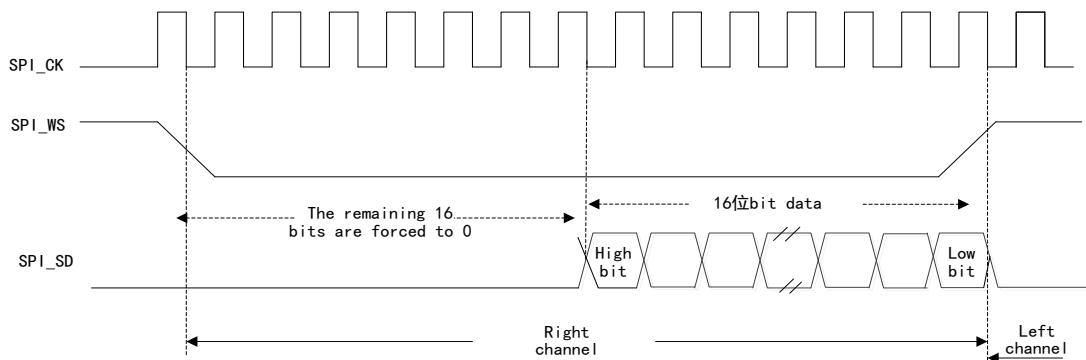 SPI_CK
SPI_WS
The remaining 16
bits are forced to 0
16位bit data
SPI_SD
High
bit
Low
bit
Right
channel
Left
channel